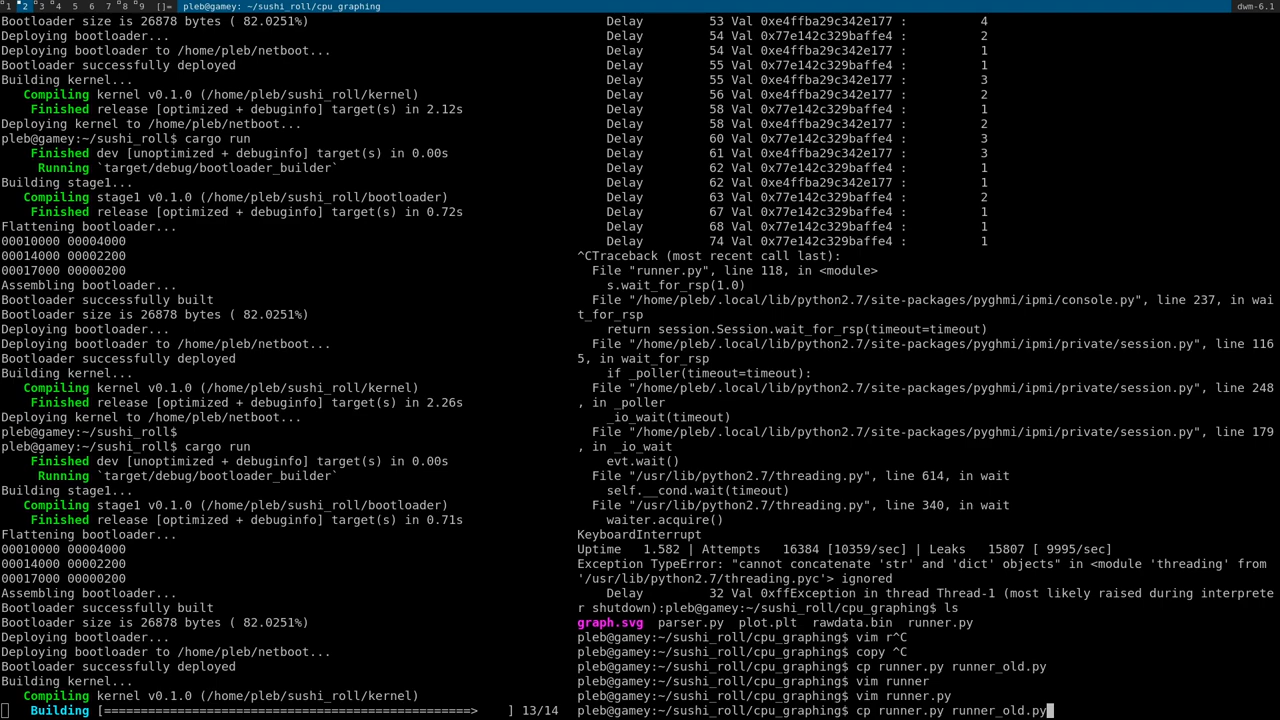 1 2 3 4 5 6 7 8 9 []= pleb@gamey: ~/sushi_roll/cpu_graphing dwm-6.1
Bootloader size is 26878 bytes ( 82.0251%)
Deploying bootloader...
Deploying bootloader to /home/pleb/netboot...
Bootloader successfully deployed
Building kernel...
Compiling kernel v0.1.0 (/home/pleb/sushi_roll/kernel)
Finished release [optimized + debuginfo] target(s) in 2.12s
Deploying kernel to /home/pleb/netboot...
pleb@gamey:~/sushi_roll$ cargo run
Finished dev [unoptimized + debuginfo] target(s) in 0.00s
Running `target/debug/bootloader_builder`
Building stage1...
Compiling stage1 v0.1.0 (/home/pleb/sushi_roll/bootloader)
Finished release [optimized + debuginfo] target(s) in 0.72s
Flattening bootloader...
00010000 00004000
00014000 00002200
00017000 00000200
Assembling bootloader...
Bootloader successfully built
Bootloader size is 26878 bytes ( 82.0251%)
Deploying bootloader...
Deploying bootloader to /home/pleb/netboot...
Bootloader successfully deployed
Building kernel...
Compiling kernel v0.1.0 (/home/pleb/sushi_roll/kernel)
Finished release [optimized + debuginfo] target(s) in 2.26s
Deploying kernel to /home/pleb/netboot...
pleb@gamey:~/sushi_roll$
pleb@gamey:~/sushi_roll$ cargo run
Finished dev [unoptimized + debuginfo] target(s) in 0.00s
Running `target/debug/bootloader_builder`
Building stage1...
Compiling stage1 v0.1.0 (/home/pleb/sushi_roll/bootloader)
Finished release [optimized + debuginfo] target(s) in 0.71s
Flattening bootloader...
00010000 00004000
00014000 00002200
00017000 00000200
Assembling bootloader...
Bootloader successfully built
Bootloader size is 26878 bytes ( 82.0251%)
Deploying bootloader...
Deploying bootloader to /home/pleb/netboot...
Bootloader successfully deployed
Building kernel...
Compiling kernel v0.1.0 (/home/pleb/sushi_roll/kernel)
Building [================================================>    ] 13/14
Delay 53 Val 0xe4ffba29c342e177 : 4
Delay 54 Val 0x77e142c329baffe4 : 2
Delay 54 Val 0x77e142c329baffe4 : 1
Delay 55 Val 0x77e142c329baffe4 : 1
Delay 55 Val 0xe4ffba29c342e177 : 3
Delay 56 Val 0xe4ffba29c342e177 : 2
Delay 58 Val 0x77e142c329baffe4 : 1
Delay 58 Val 0xe4ffba29c342e177 : 2
Delay 60 Val 0x77e142c329baffe4 : 3
Delay 61 Val 0xe4ffba29c342e177 : 3
Delay 62 Val 0x77e142c329baffe4 : 1
Delay 62 Val 0xe4ffba29c342e177 : 1
Delay 63 Val 0x77e142c329baffe4 : 2
Delay 67 Val 0x77e142c329baffe4 : 1
Delay 68 Val 0x77e142c329baffe4 : 1
Delay 74 Val 0x77e142c329baffe4 : 1
^CTraceback (most recent call last):
File "runner.py", line 118, in <module>
s.wait_for_rsp(1.0)
File "/home/pleb/.local/lib/python2.7/site-packages/pyghmi/ipmi/console.py", line 237, in wai
t_for_rsp
return session.Session.wait_for_rsp(timeout=timeout)
File "/home/pleb/.local/lib/python2.7/site-packages/pyghmi/ipmi/private/session.py", line 116
5, in wait_for_rsp
if _poller(timeout=timeout):
File "/home/pleb/.local/lib/python2.7/site-packages/pyghmi/ipmi/private/session.py", line 248
, in _poller
_io_wait(timeout)
File "/home/pleb/.local/lib/python2.7/site-packages/pyghmi/ipmi/private/session.py", line 179
, in _io_wait
evt.wait()
File "/usr/lib/python2.7/threading.py", line 614, in wait
self.__cond.wait(timeout)
File "/usr/lib/python2.7/threading.py", line 340, in wait
waiter.acquire()
KeyboardInterrupt
Uptime 1.582 | Attempts 16384 [10359/sec] | Leaks 15807 [ 9995/sec]
Exception TypeError: "cannot concatenate 'str' and 'dict' objects" in <module 'threading' from
'/usr/lib/python2.7/threading.pyc'> ignored
Delay 32 Val 0xffException in thread Thread-1 (most likely raised during interprete
r shutdown):pleb@gamey:~/sushi_roll/cpu_graphing$ ls
graph.svg parser.py plot.plt rawdata.bin runner.py
pleb@gamey:~/sushi_roll/cpu_graphing$ vim r^C
pleb@gamey:~/sushi_roll/cpu_graphing$ copy ^C
pleb@gamey:~/sushi_roll/cpu_graphing$ cp runner.py runner_old.py
pleb@gamey:~/sushi_roll/cpu_graphing$ vim runner
pleb@gamey:~/sushi_roll/cpu_graphing$ vim runner.py
pleb@gamey:~/sushi_roll/cpu_graphing$ cp runner.py runner_old.py